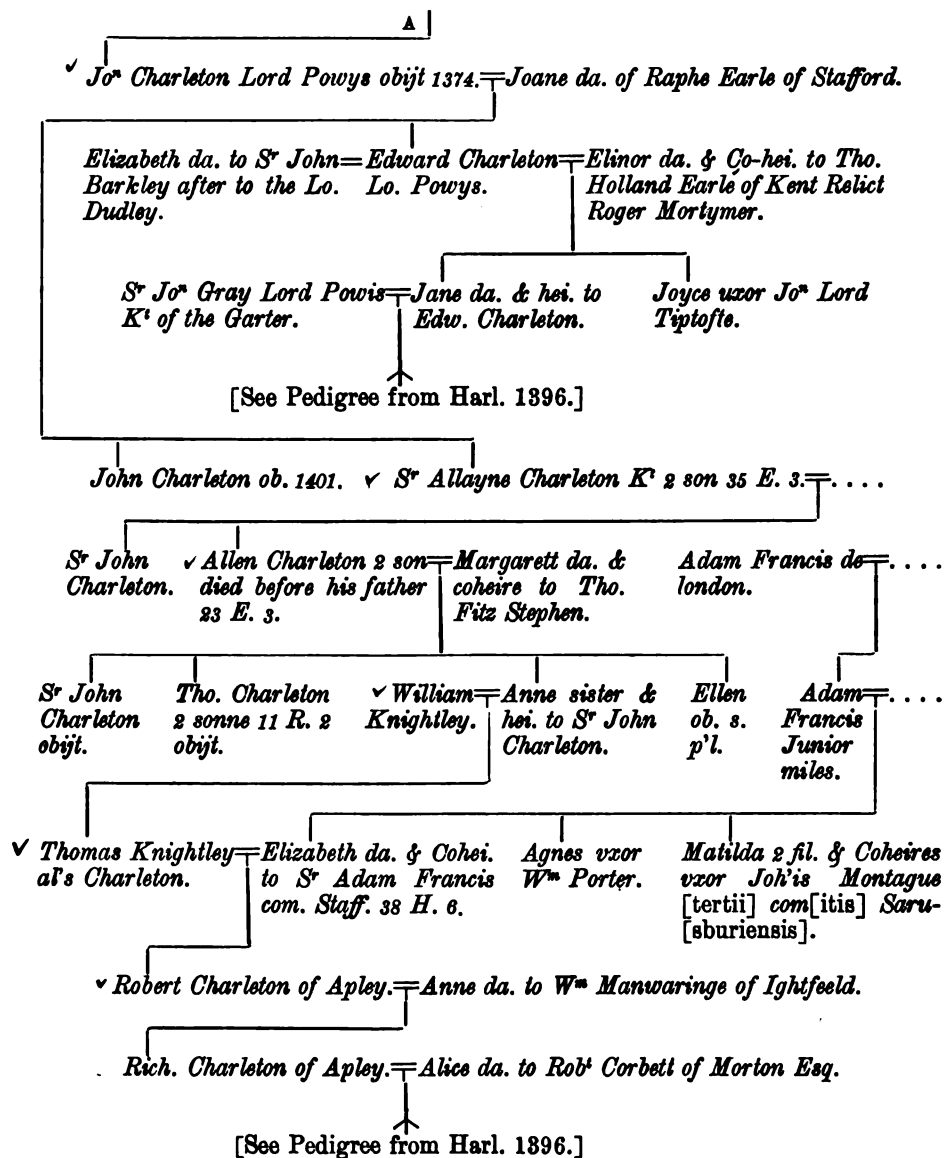 A
✓ Joⁿ Charleton Lord Powys obijt 1374. Joane da. of Raphe Earle of Stafford.
Elizabeth da. to Sʳ John
Barkley after to the Lo.
Dudley.
Edward Charleton
Lo. Powys.
Elinor da. & Co-hei. to Tho.
Holland Earle of Kent Relict
Roger Mortymer.
Sʳ Joⁿ Gray Lord Powis
Kᵗ of the Garter.
Jane da. & hei. to
Edw. Charleton.
Joyce uxor Joⁿ Lord
Tiptofte.
[See Pedigree from Harl. 1396.]
John Charleton ob. 1401. ✓ Sʳ Allayne Charleton Kᵗ 2 son 35 E. 3. ....
Sʳ John
Charleton.
✓ Allen Charleton 2 son
died before his father
23 E. 3.
Margarett da. &
coheire to Tho.
Fitz Stephen.
Adam Francis de ....
london.
Sʳ John
Charleton
obijt.
Tho. Charleton
2 sonne 11 R. 2
obijt.
✓ William
Knightley.
Anne sister &
hei. to Sʳ John
Charleton.
Ellen
ob. s.
p'l.
Adam ....
Francis
Junior
miles.
✓ Thomas Knightley
al's Charleton.
Elizabeth da. & Cohei.
to Sʳ Adam Francis
com. Staff. 38 H. 6.
Agnes vxor
Wᵐ Porter.
Matilda 2 fil. & Coheires
vxor Joh'is Montague
[tertii] com[itis] Saru-
[sburiensis].
✓ Robert Charleton of Apley. Anne da. to Wᵐ Manwaringe of Ightfeeld.
Rich. Charleton of Apley. Alice da. to Robᵗ Corbett of Morton Esq.
[See Pedigree from Harl. 1396.]